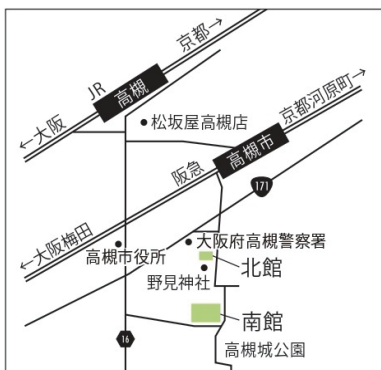 京都→
JR 高槻
←大阪
松坂屋高槻店
京都河原町→
高槻市
阪急
171
←大阪梅田
大阪府高槻警察署
高槻市役所
北館
野見神社
南館
16
高槻城公園